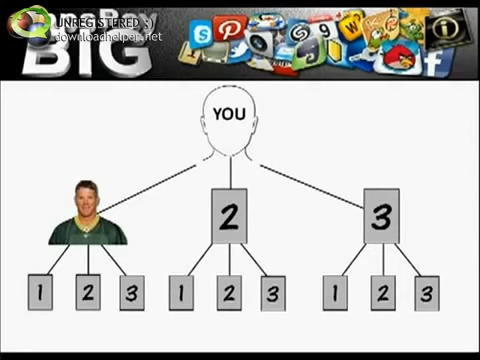 UNREGISTERED :)
downloadhelper.net
BIG
YOU
2 3
1 2 3 1 2 3 1 2 3